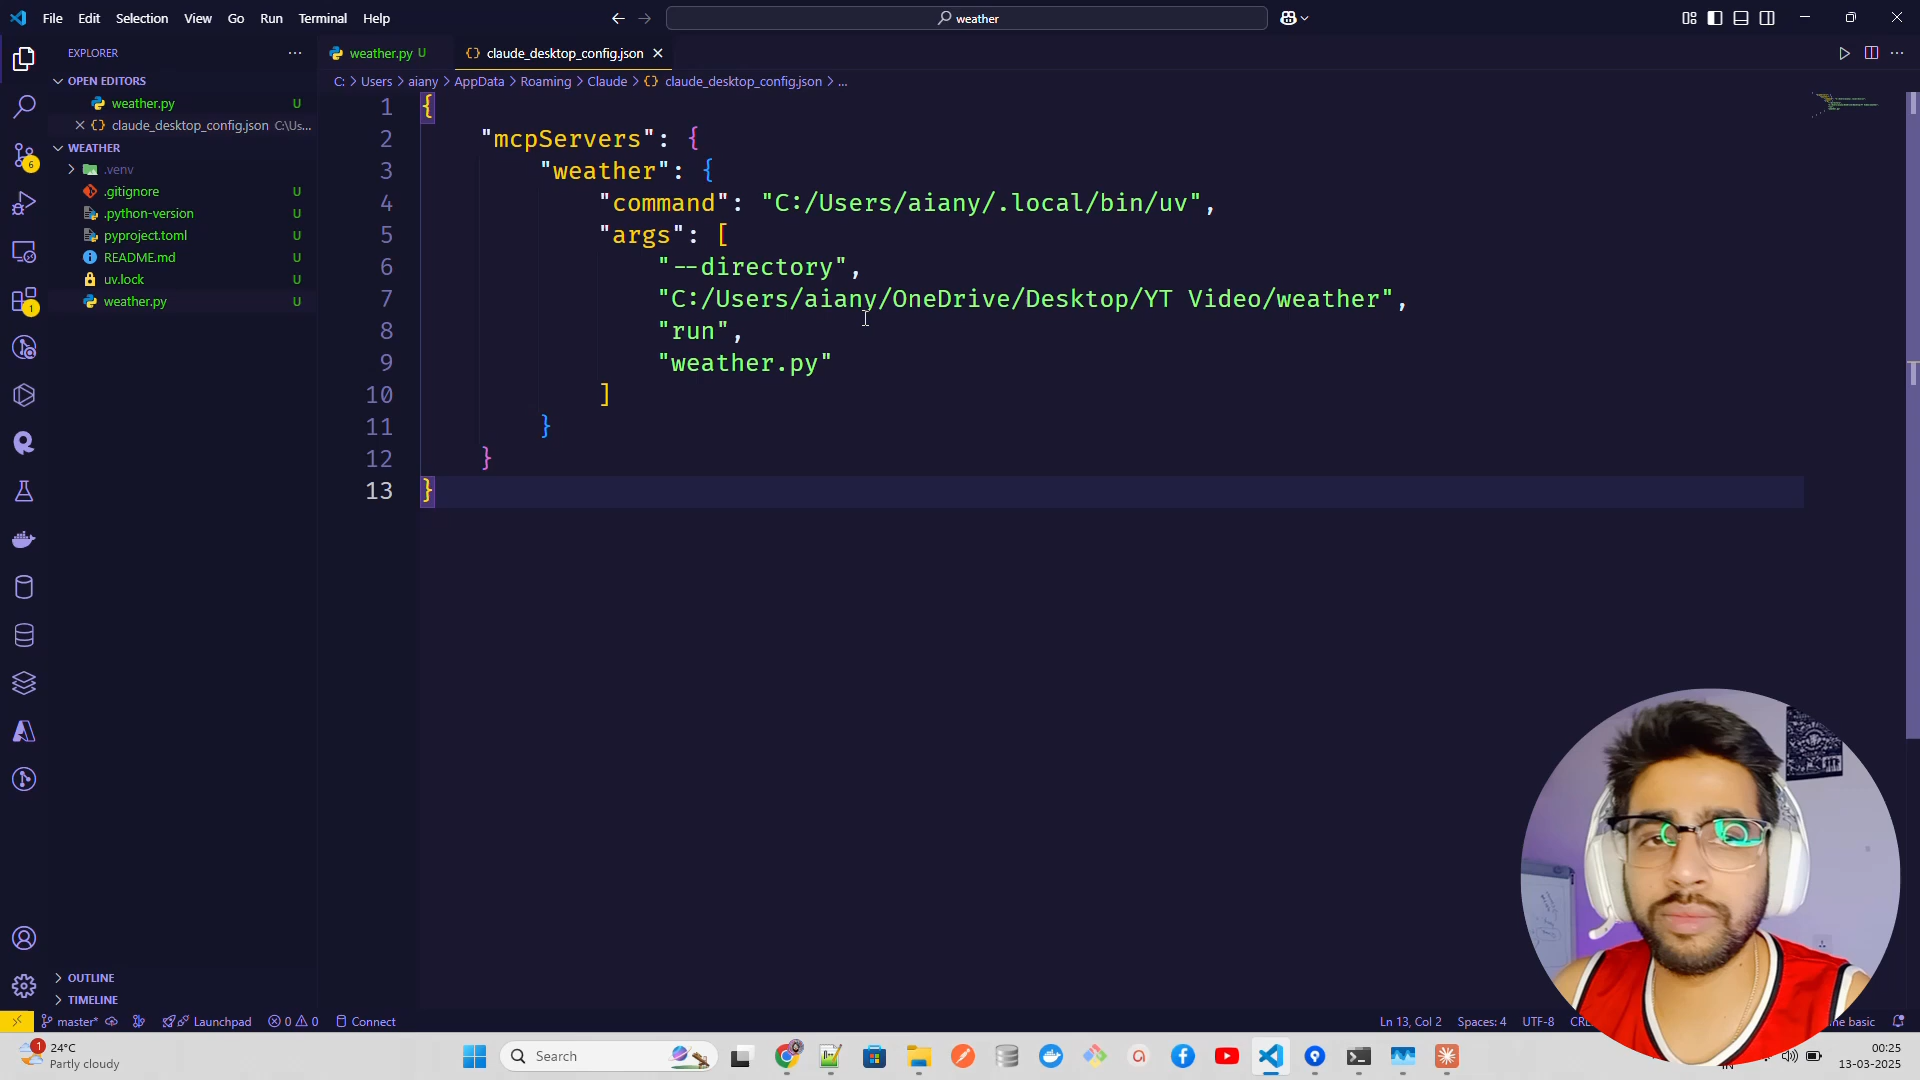 File Edit Selection View Go Run Terminal Help
weather
EXPLORER
OPEN EDITORS
weather.py U
claude_desktop_config.json C:\Us...
WEATHER
.venv
.gitignore U
.python-version U
pyproject.toml U
README.md U
uv.lock U
weather.py U
OUTLINE
TIMELINE
6
1
weather.py U
claude_desktop_config.json
C: > Users > aiany > AppData > Roaming > Claude > {} claude_desktop_config.json > ...
1 {
2 "mcpServers": {
3 "weather": {
4 "command": "C:/Users/aiany/.local/bin/uv",
5 "args": [
6 "--directory",
7 "C:/Users/aiany/OneDrive/Desktop/YT Video/weather",
8 "run",
9 "weather.py"
10 ]
11 }
12 }
13 }
master* Launchpad 0 0 Connect
Ln 13, Col 2 Spaces: 4 UTF-8
basic
1
24°C
Partly cloudy
Search
00:25
13-03-2025